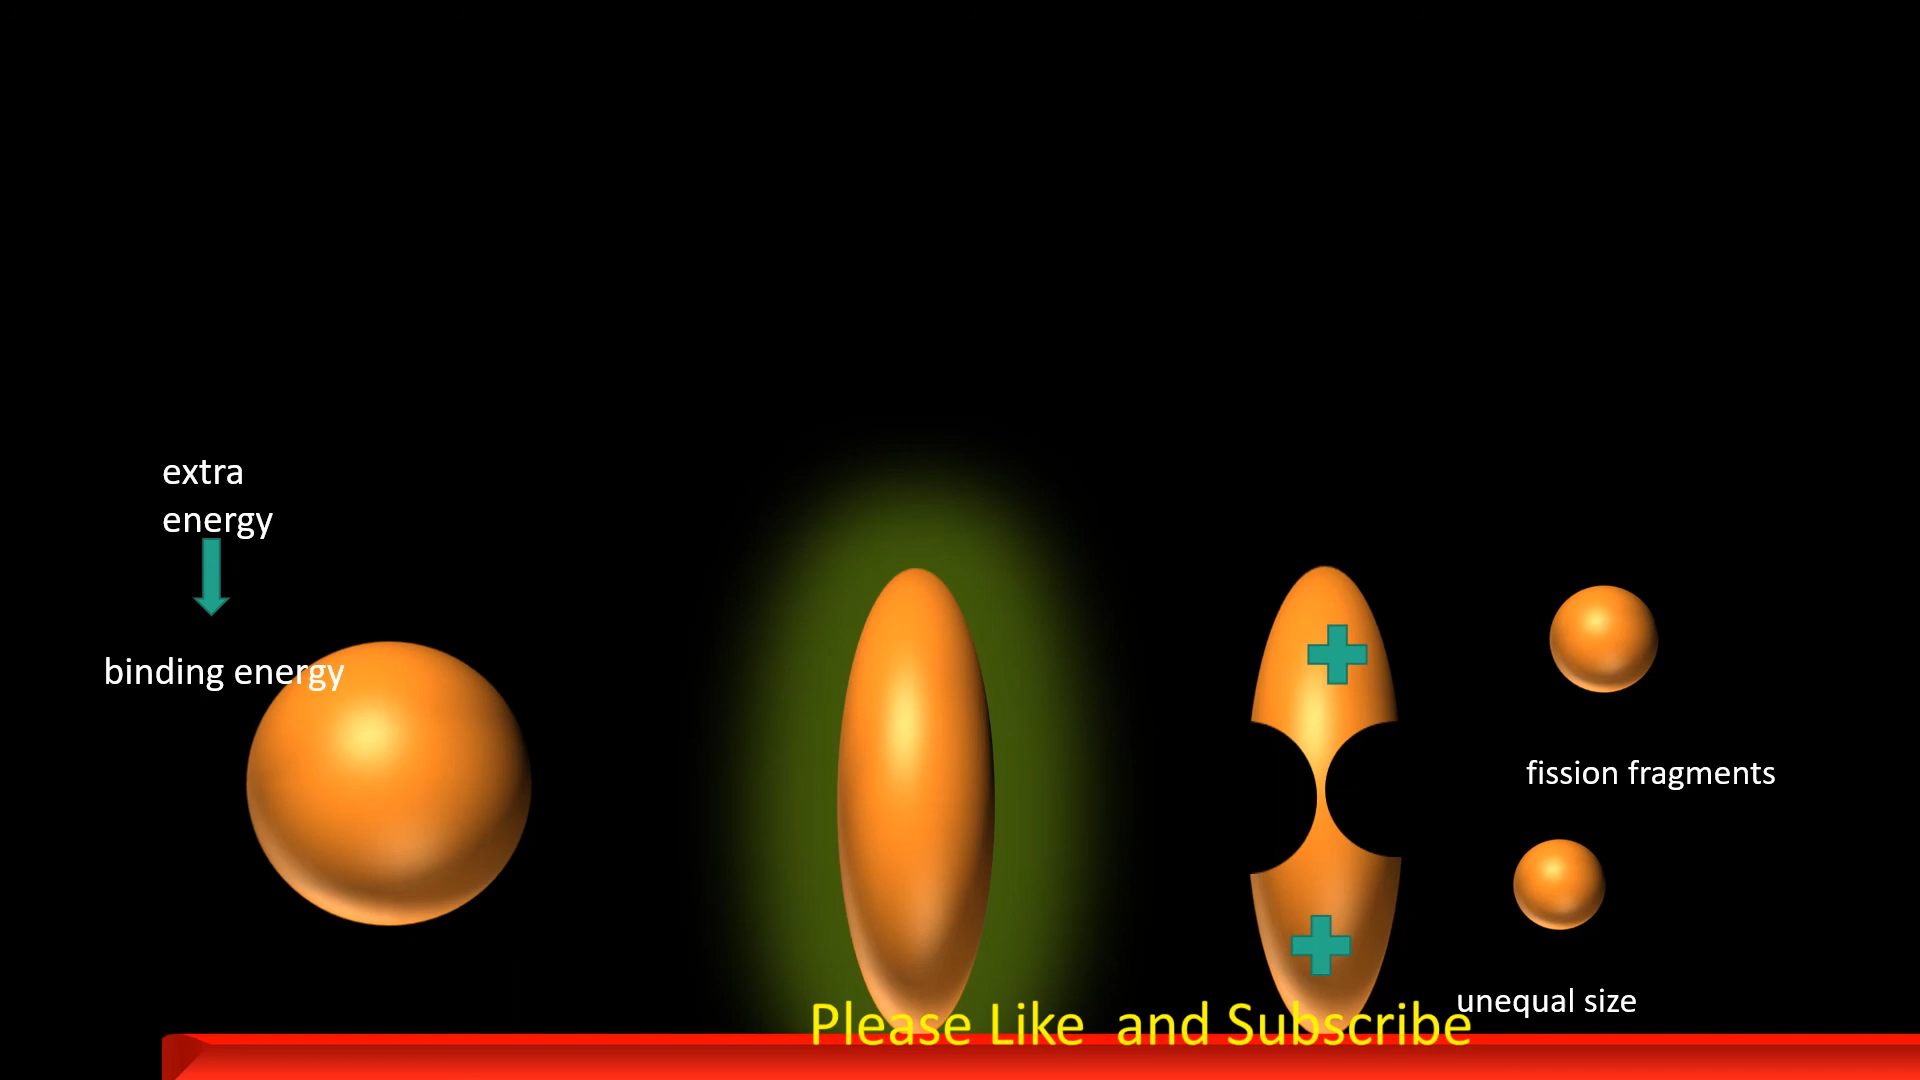 extra
energy
binding energy
fission fragments
unequal size
Please Like  and Subscribe